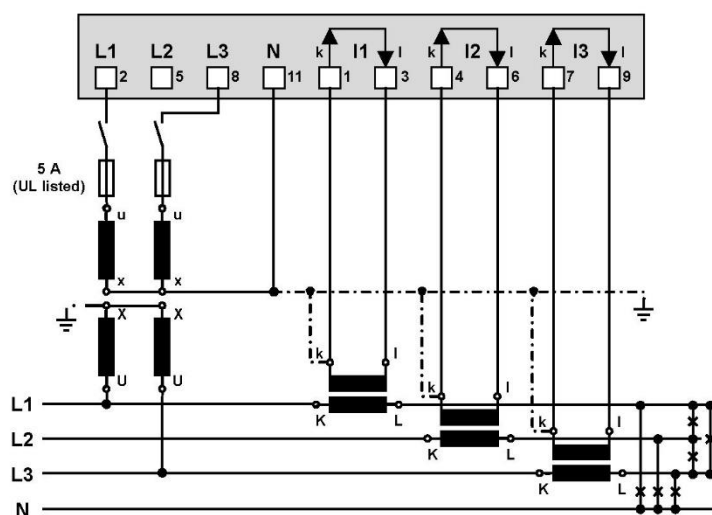 L1 L2 L3 N k I1 l k I2 l k I3 l
2 5 8 11 1 3 4 6 7 9
5 A
(UL listed)
u u
x x
X X
k l
U U
k l
L1 K L
k l
L2 K L
L3 K L
N